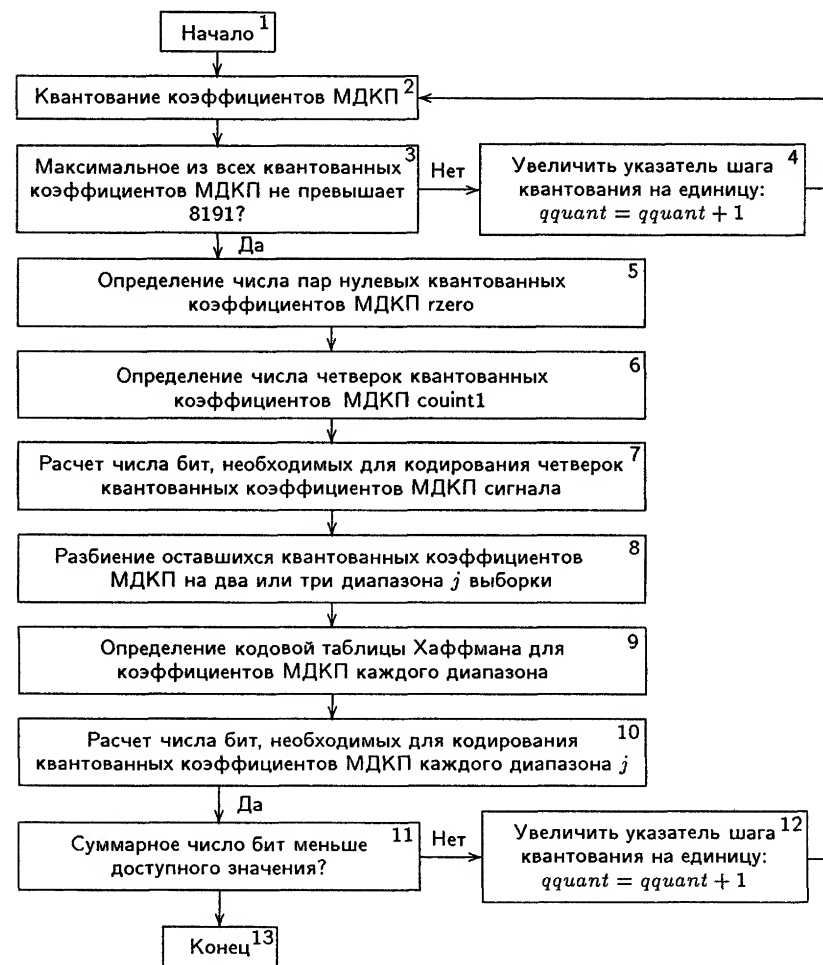 Начало 1
Квантование коэффициентов МДКП 2
Максимальное из всех квантованных 3
коэффициентов МДКП не превышает
8191?
Нет
Увеличить указатель шага 4
квантования на единицу:
qquant = qquant + 1
Да
Определение числа пар нулевых квантованных 5
коэффициентов МДКП rzero
Определение числа четверок квантованных 6
коэффициентов МДКП couint1
Расчет числа бит, необходимых для кодирования четверок 7
квантованных коэффициентов МДКП сигнала
Разбиение оставшихся квантованных коэффициентов 8
МДКП на два или три диапазона j выборки
Определение кодовой таблицы Хаффмана для 9
коэффициентов МДКП каждого диапазона
Расчет числа бит, необходимых для кодирования 10
квантованных коэффициентов МДКП каждого диапазона j
Да
Суммарное число бит меньше 11
доступного значения?
Нет
Увеличить указатель шага 12
квантования на единицу:
qquant = qquant + 1
Конец 13